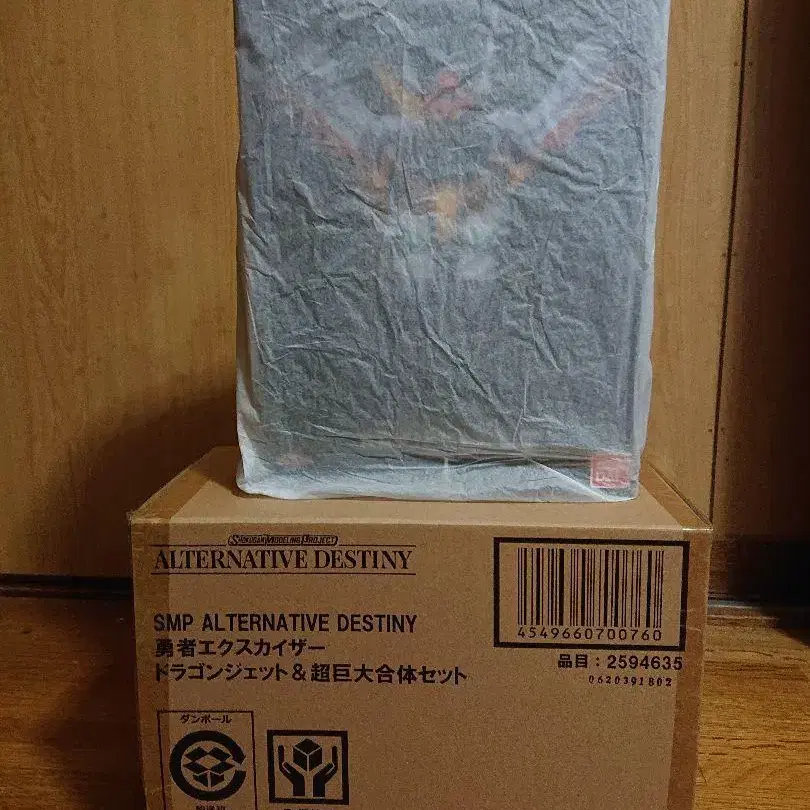 SHOKUGAN MODELING PROJECT
ALTERNATIVE DESTINY
4549660700760
SMP ALTERNATIVE DESTINY
勇者エクスカイザー
ドラゴンジェット＆超巨大合体セット
品目：2594635
0620391802
ダンボール